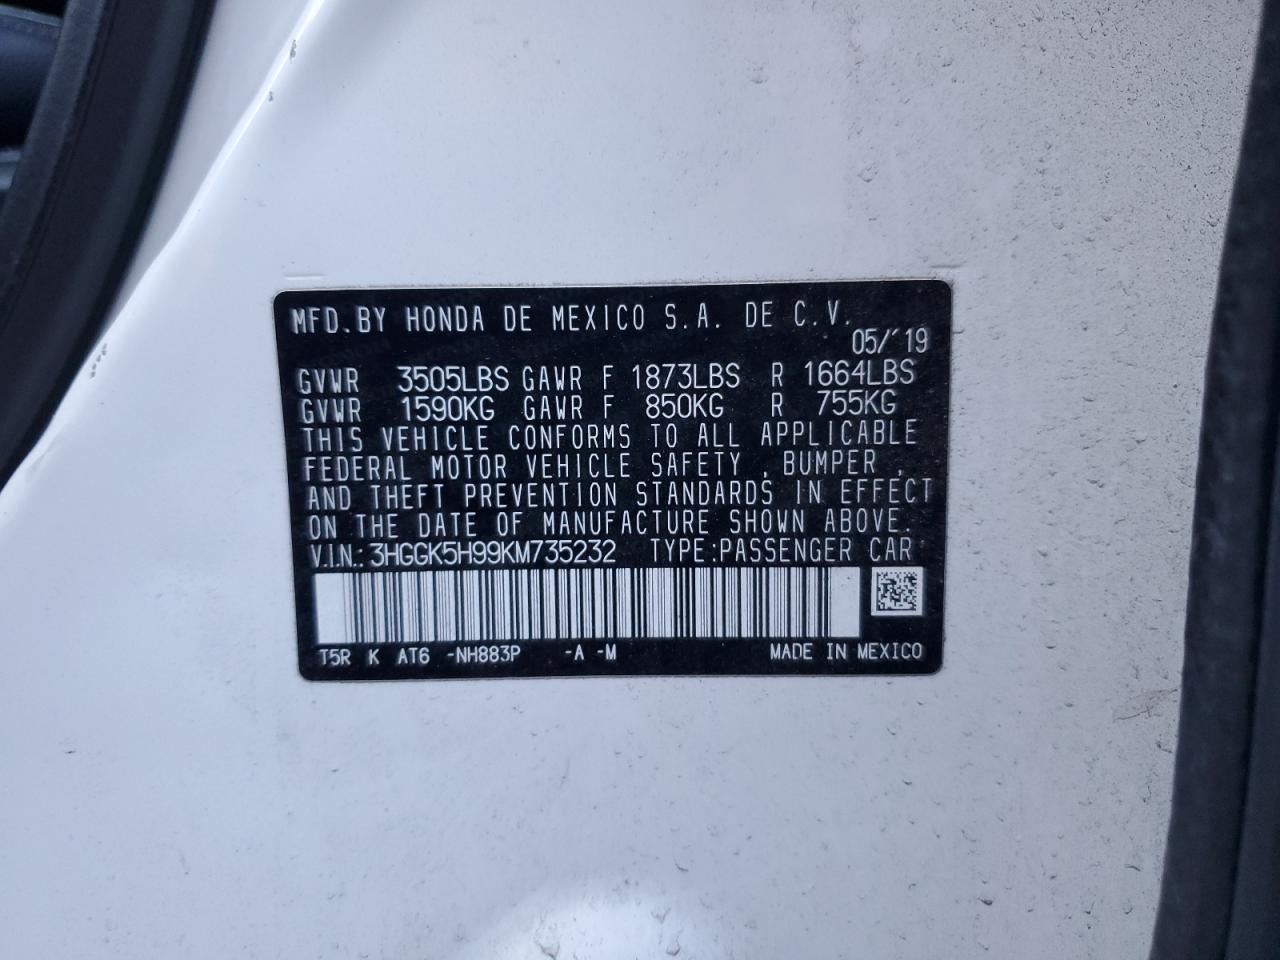 MFD.BY HONDA DE MEXICO S.A. DE C.V.
05/'19
GVWR 3505LBS GAWR F 1873LBS R 1664LBS
GVWR 1590KG GAWR F 850KG R 755KG
THIS VEHICLE CONFORMS TO ALL APPLICABLE
FEDERAL MOTOR VEHICLE SAFETY , BUMPER ,
AND THEFT PREVENTION STANDARDS IN EFFECT
ON THE DATE OF MANUFACTURE SHOWN ABOVE.
V.I.N.: 3HGGK5H99KM735232 TYPE:PASSENGER CAR
T5R K AT6 -NH883P -A -M MADE IN MEXICO